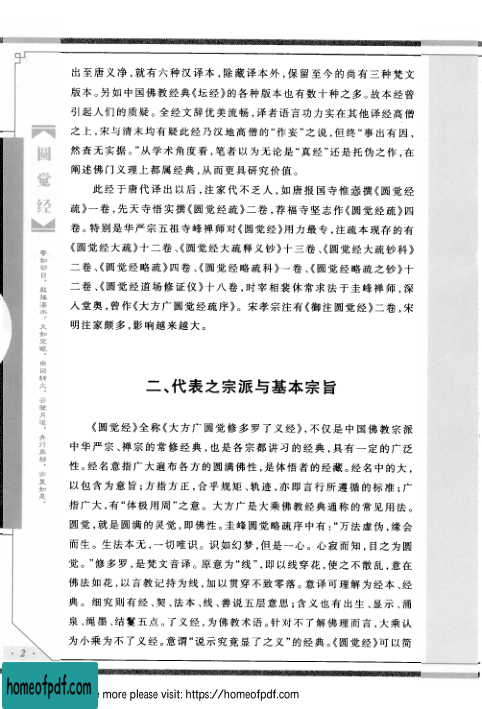 出至唐义净,就有六种汉译本,除藏译本外,保留至今的尚有三种梵文
版本。另如中国佛教经典《坛经》的各种版本也有数十种之多。故本经曾
引起人们的质疑。全经文辞优美流畅,译者语言功力实在其他译经高僧
之上,宋与清末均有疑此经乃汉地高僧的“作妄”之说,但终“事出有因,
然查无实据。”从学术角度看,笔者以为无论是“真经”还是托伪之作,在
阐述佛门义理上都属经典,从而更具研究价值。
此经于唐代译出以后,注家代不乏人,如唐报国寺惟悫撰《圆觉经
疏》一卷,先天寺悟实撰《圆觉经疏》二卷,荐福寺坚志作《圆觉经疏》四
卷。特别是华严宗五祖寺峰禅师对《圆觉经》用力最专,注疏本现存的有
《圆觉经大疏》十二卷、《圆觉经大疏释义钞》十三卷、《圆觉经大疏钞科》
二卷、《圆觉经略疏》四卷、《圆觉经略疏科》一卷、《圆觉经略疏之钞》十
二卷、《圆觉经道场修证仪》十八卷,时宰相裴休常求法于圭峰禅师,深
入堂奥,曾作《大方广圆觉经疏序》。宋孝宗注有《御注圆觉经》二卷,宋
明注家颇多,影响越来越大。
圆觉经
譬如动目,能摇湛水,又如定眼,由回转火,云驶月运,舟行岸移,亦复如是。
二、代表之宗派与基本宗旨
《圆觉经》全称《大方广圆觉修多罗了义经》,不仅是中国佛教宗派
中华严宗、禅宗的常修经典,也是各宗都讲习的经典,具有一定的广泛
性。经名意指广大遍布各方的圆满佛性,是体悟者的经藏。经名中的大,
以包含为意旨;方指方正,合乎规矩、轨迹,亦即言行所遵循的标准;广
指广大,有“体极用周”之意。大方广是大乘佛教经典通称的常见用法。
圆觉,就是圆满的灵觉,即佛性。圭峰圆觉略疏序中有:“万法虚伪,缘会
而生。生法本无,一切唯识。识如幻梦,但是一心。心寂而知,目之为圆
觉。”修多罗,是梵文音译。原意为“线”,即以线穿花,使之不散乱,意在
佛法如花,以言教记持为线,加以贯穿不致零落。意译可理解为经本、经
典。细究则有经、契、法本、线、善说五层意思;含义也有出生、显示、涌
泉、绳墨、结鬘五点。了义经,为佛教术语。针对不了解佛理而言,大乘认
为小乘为不了义经。意谓“说示究竟显了之义”的经典。《圆觉经》可以简
· 2 ·
homeofpdf.com
more please visit: https://homeofpdf.com